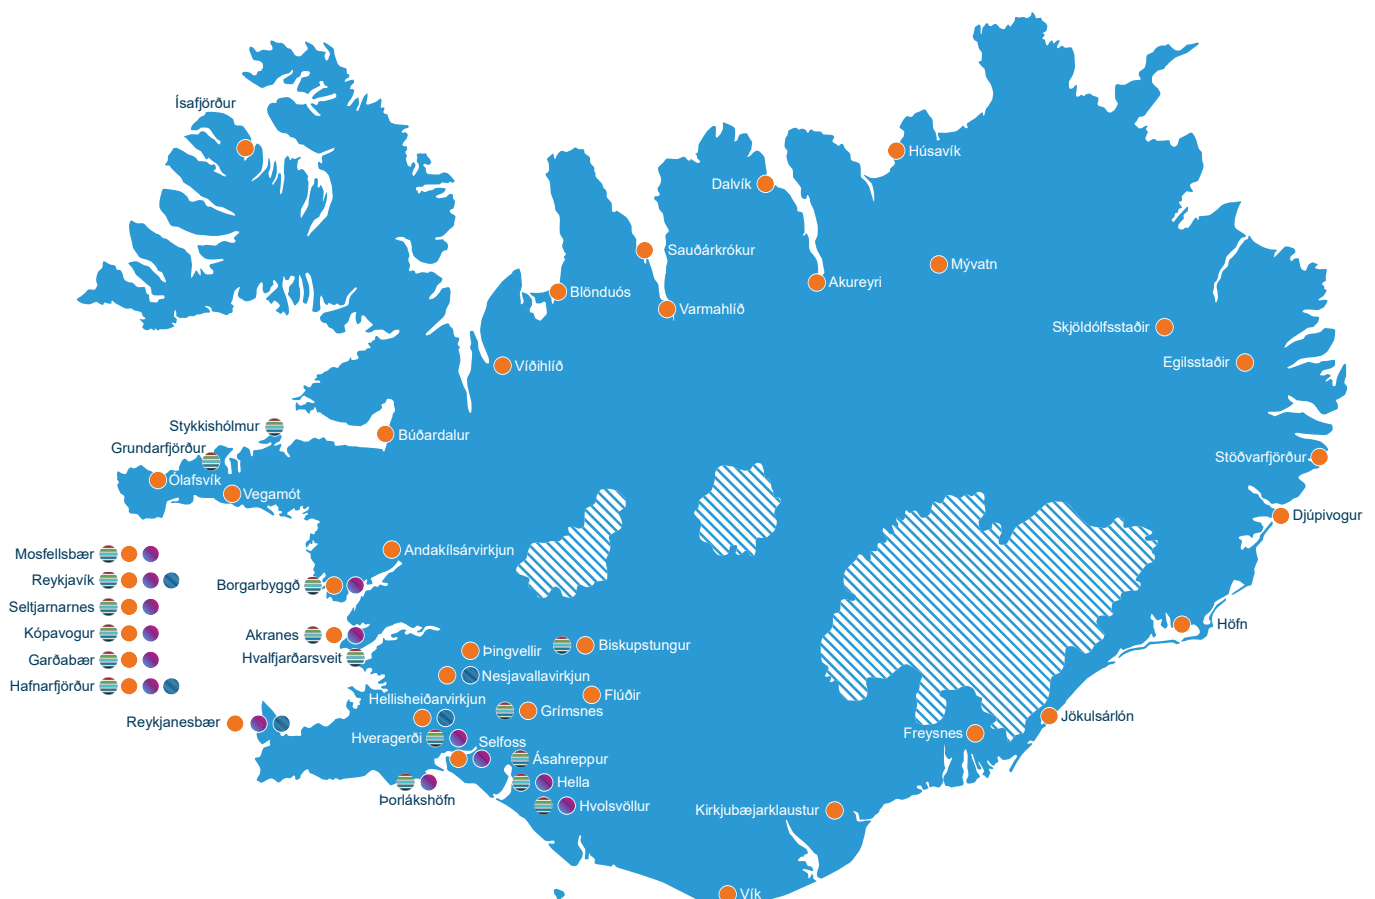 Ísafjörður
Húsavík
Dalvík
Sauðárkrókur
Mývatn
Akureyri
Blönduós
Varmahlíð
Skjöldólfsstaðir
Egilsstaðir
Víðihlíð
Stykkishólmur
Búðardalur
Grundarfjörður
Stöðvarfjörður
Ólafsvík
Vegamót
Djúpivogur
Andakílsárvirkjun
Mosfellsbær
Reykjavík
Borgarbyggð
Seltjarnarnes
Höfn
Kópavogur
Akranes
Biskupstungur
Þingvellir
Hvalfjarðarsveit
Garðabær
Nesjavallavirkjun
Hafnarfjörður
Flúðir
Hellisheiðarvirkjun
Grímsnes
Jökulsárlón
Reykjanesbær
Freysnes
Hveragerði
Selfoss
Ásahreppur
Hella
Þorlákshöfn
Hvolsvöllur
Kirkjubæjarklaustur
Vík